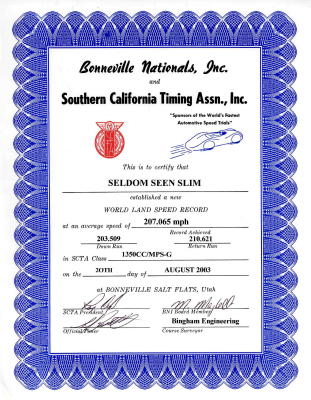 Bonneville Nationals, Inc.
and
Southern California Timing Assn., Inc.
"Sponsors of the World's Fastest
Automotive Speed Trials"
This is to certify that
SELDOM SEEN SLIM
established a new
WORLD LAND SPEED RECORD
at an average speed of 207.065 mph
Record Achieved
203.509 210.621
Down Run Return Run
in SCTA Class 1350CC/MPS-G
on the 20TH day of AUGUST 2003
at BONNEVILLE SALT FLATS, Utah
SCTA President BNI Board Member
Bingham Engineering
Official Timer Course Surveyor